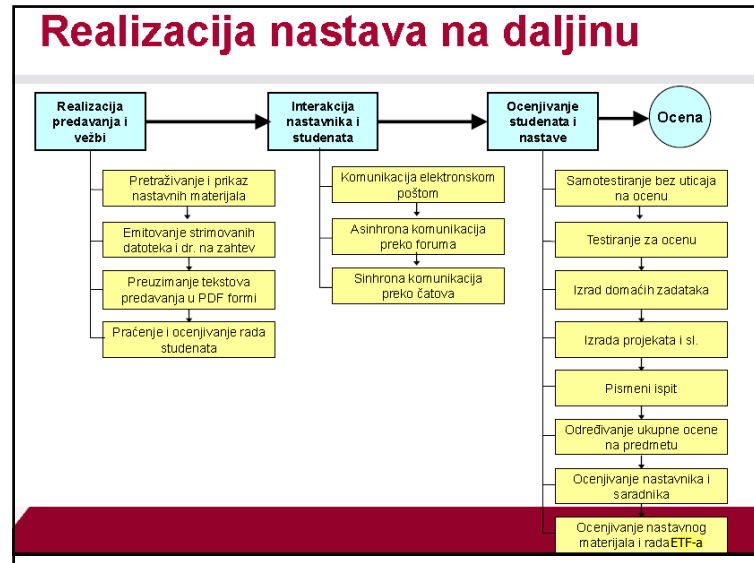 Realizacija nastava na daljinu
Realizacija
predavanja i
vežbi
Interakcija
nastavnika i
studenata
Ocenjivanje
studenata i
nastave
Ocena
Pretraživanje i prikaz
nastavnih materijala
Emitovanje strimovanih
datoteka i dr. na zahtev
Preuzimanje tekstova
predavanja u PDF formi
Praćenje i ocenjivanje rada
studenata
Komunikacija elektronskom
poštom
Asinhrona komunikacija
preko foruma
Sinhrona komunikacija
preko čatova
Samotestiranje bez uticaja
na ocenu
Testiranje za ocenu
Izrad domaćih zadataka
Izrada projekata i sl.
Pismeni ispit
Određivanje ukupne ocene
na predmetu
Ocenjivanje nastavnika i
saradnika
Ocenjivanje nastavnog
materijala i rada ETF-a